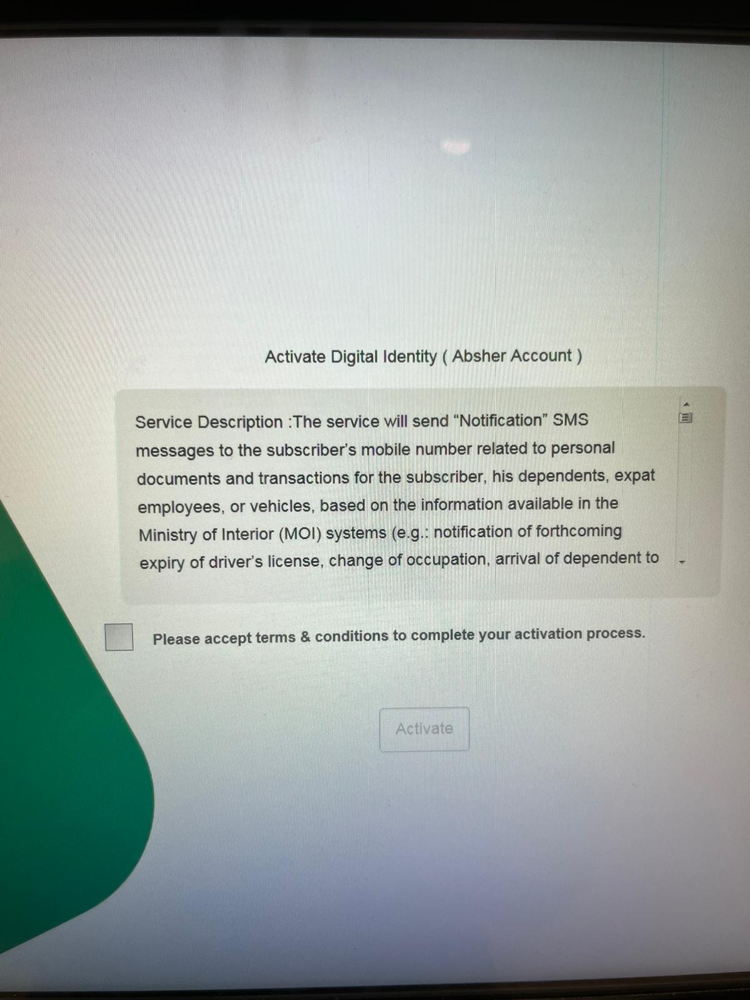 Activate Digital Identity ( Absher Account )
Service Description :The service will send “Notification” SMS
messages to the subscriber’s mobile number related to personal
documents and transactions for the subscriber, his dependents, expat
employees, or vehicles, based on the information available in the
Ministry of Interior (MOI) systems (e.g.: notification of forthcoming
expiry of driver’s license, change of occupation, arrival of dependent to
Please accept terms & conditions to complete your activation process.
Activate